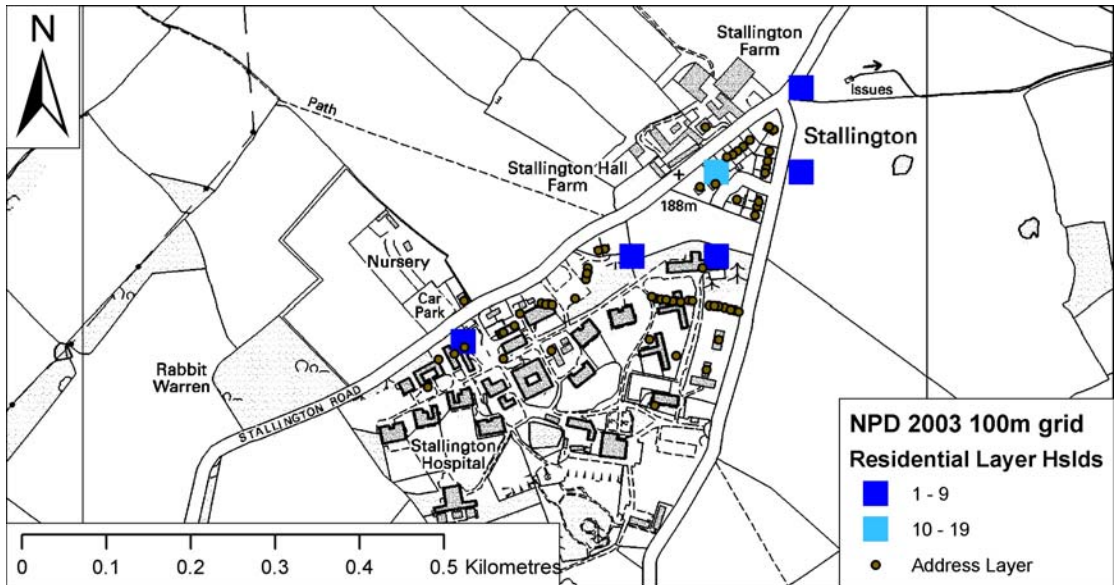 N
Stallington
Farm
Path
Issues
Stallington
Stallington Hall
Farm
188m
Nursery
Car
Park
Rabbit
Warren
STALLINGTON ROAD
Stallington
Hospital
NPD 2003 100m grid
Residential Layer Hslds
1 - 9
10 - 19
Address Layer
0 0.1 0.2 0.3 0.4 0.5 Kilometres